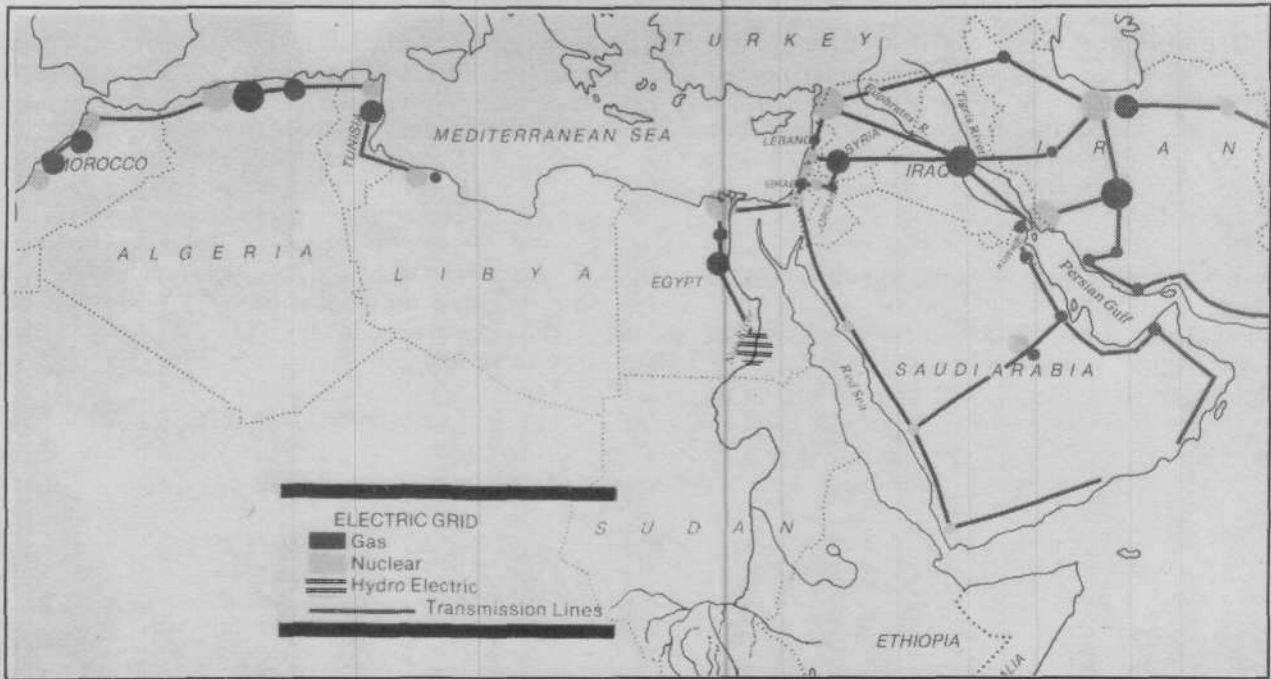 TURKEY
Euphrates R.
Tigris River
MEDITERRANEAN SEA
LEBANON
SYRIA
IRAN
TUNISIA
MOROCCO
IRAQ
ISRAEL
ALGERIA
LIBYA
EGYPT
Persian Gulf
SAUDI ARABIA
Red Sea
ELECTRIC GRID
Gas
Nuclear
Hydro Electric
Transmission Lines
SUDAN
ETHIOPIA
ALIA